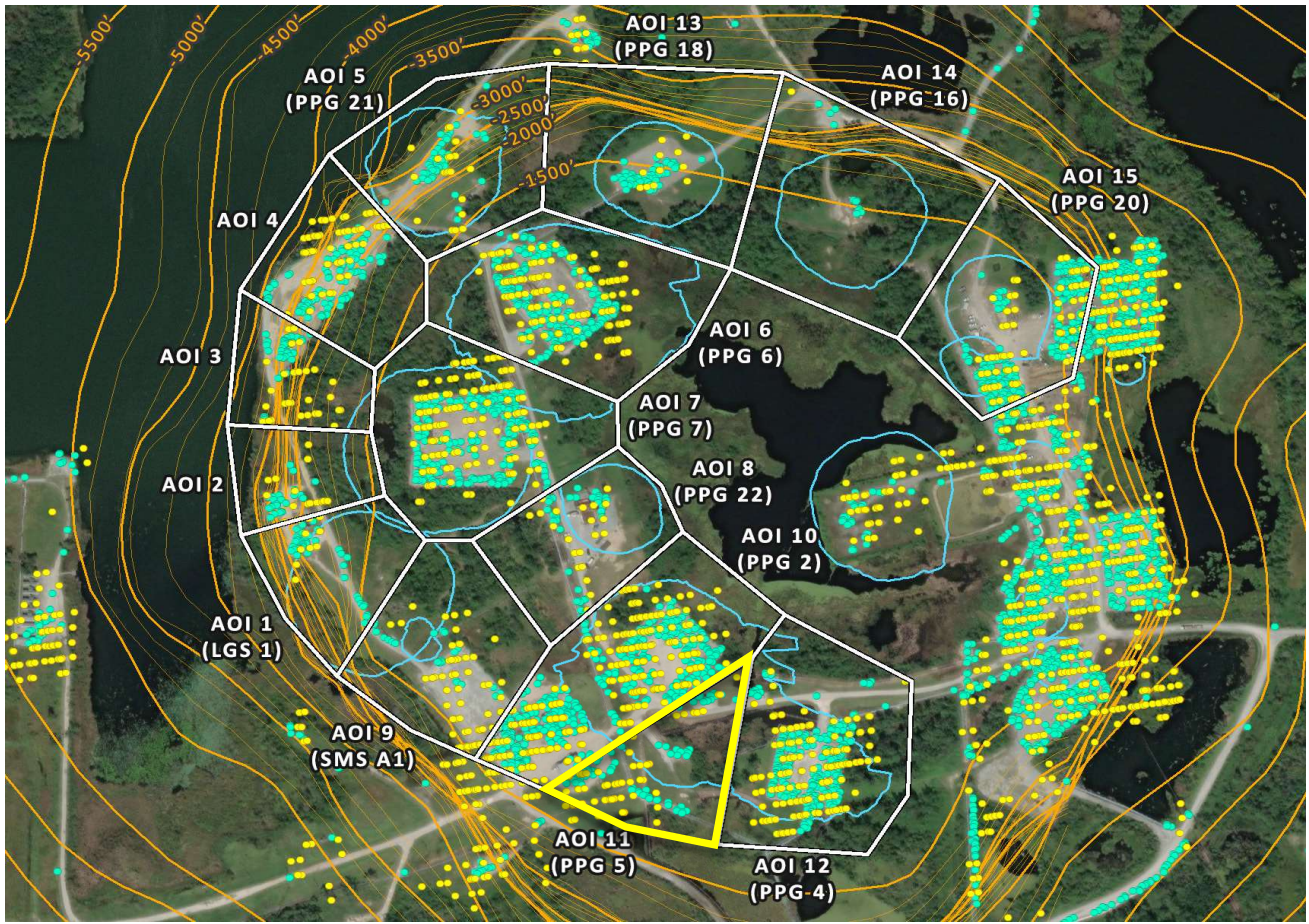 AOI 13
(PPG 18)
-5500'
-5000'
-4500'
-4000'
-3500'
AOI 5
(PPG 21)
AOI 14
(PPG 16)
-3000'
-2500'
-2000'
-1500'
AOI 15
(PPG 20)
AOI 4
AOI 6
(PPG 6)
AOI 3
AOI 7
(PPG 7)
AOI 8
(PPG 22)
AOI 2
AOI 10
(PPG 2)
AOI 1
(LGS 1)
AOI 9
(SMS A1)
AOI 11
(PPG 5)
AOI 12
(PPG 4)